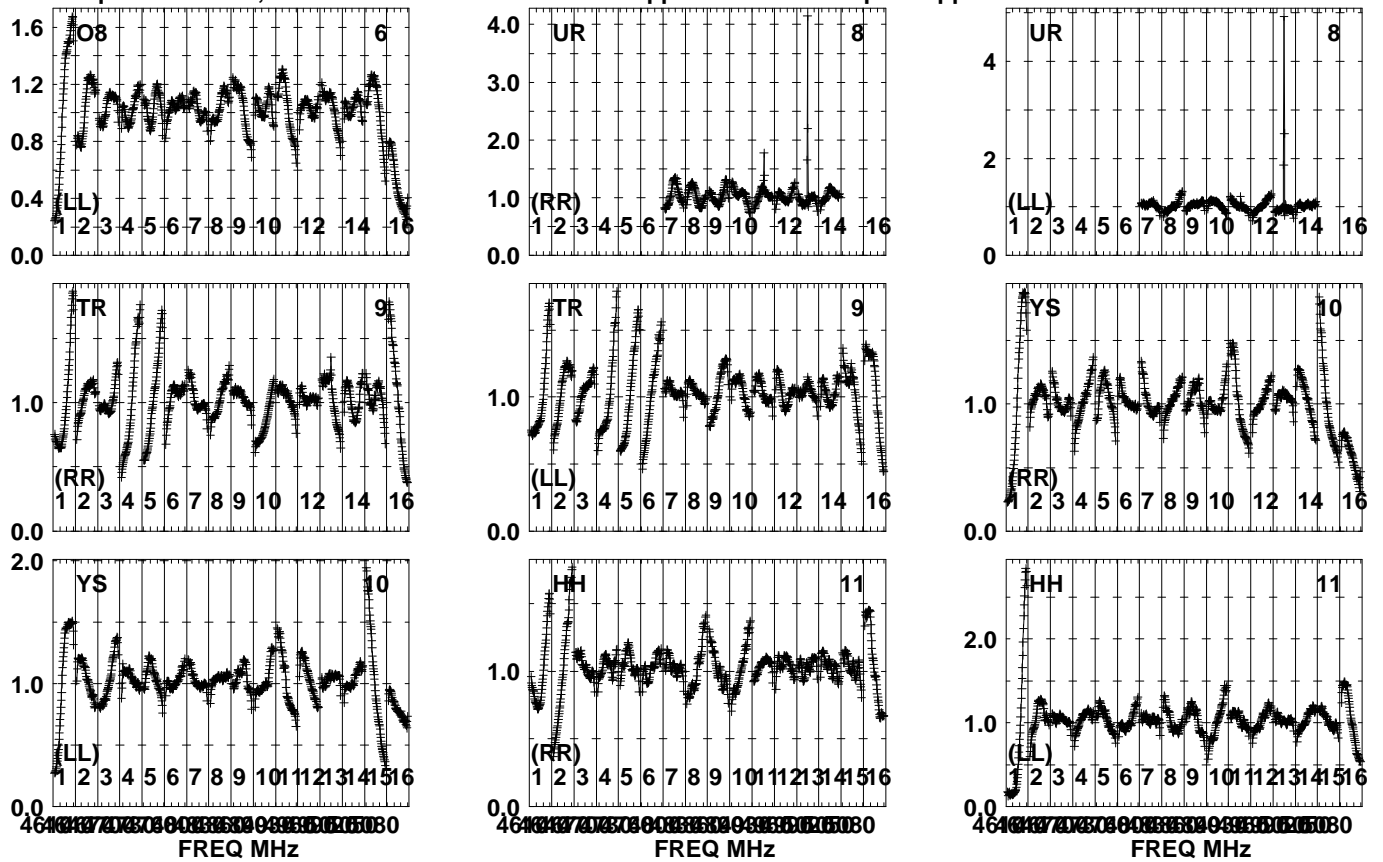 1.6
1.2
0.8
0.4
0.0
O8 6
(LL)
1 2 3 4 5 6 7 8 9 10 12 14 16
4.0
3.0
2.0
1.0
0.0
UR 8
(RR)
1 2 3 4 5 6 7 8 9 10 12 14 16
4
2
0
UR 8
(LL)
1 2 3 4 5 6 7 8 9 10 12 14 16
1.0
0.0
TR 9
(RR)
1 2 3 4 5 6 7 8 9 10 12 14 16
1.0
0.0
TR 9
(LL)
1 2 3 4 5 6 7 8 9 10 12 14 16
1.0
0.0
YS 10
(RR)
1 2 3 4 5 6 7 8 9 10 12 14 16
2.0
1.0
0.0
YS 10
(LL)
1 2 3 4 5 6 7 8 9 10 11 12 13 14 15 16
FREQ MHz
1.0
0.0
HH 11
(RR)
1 2 3 4 5 6 7 8 9 10 11 12 13 14 15 16
FREQ MHz
2.0
1.0
0.0
HH 11
(LL)
1 2 3 4 5 6 7 8 9 10 11 12 13 14 15 16
FREQ MHz